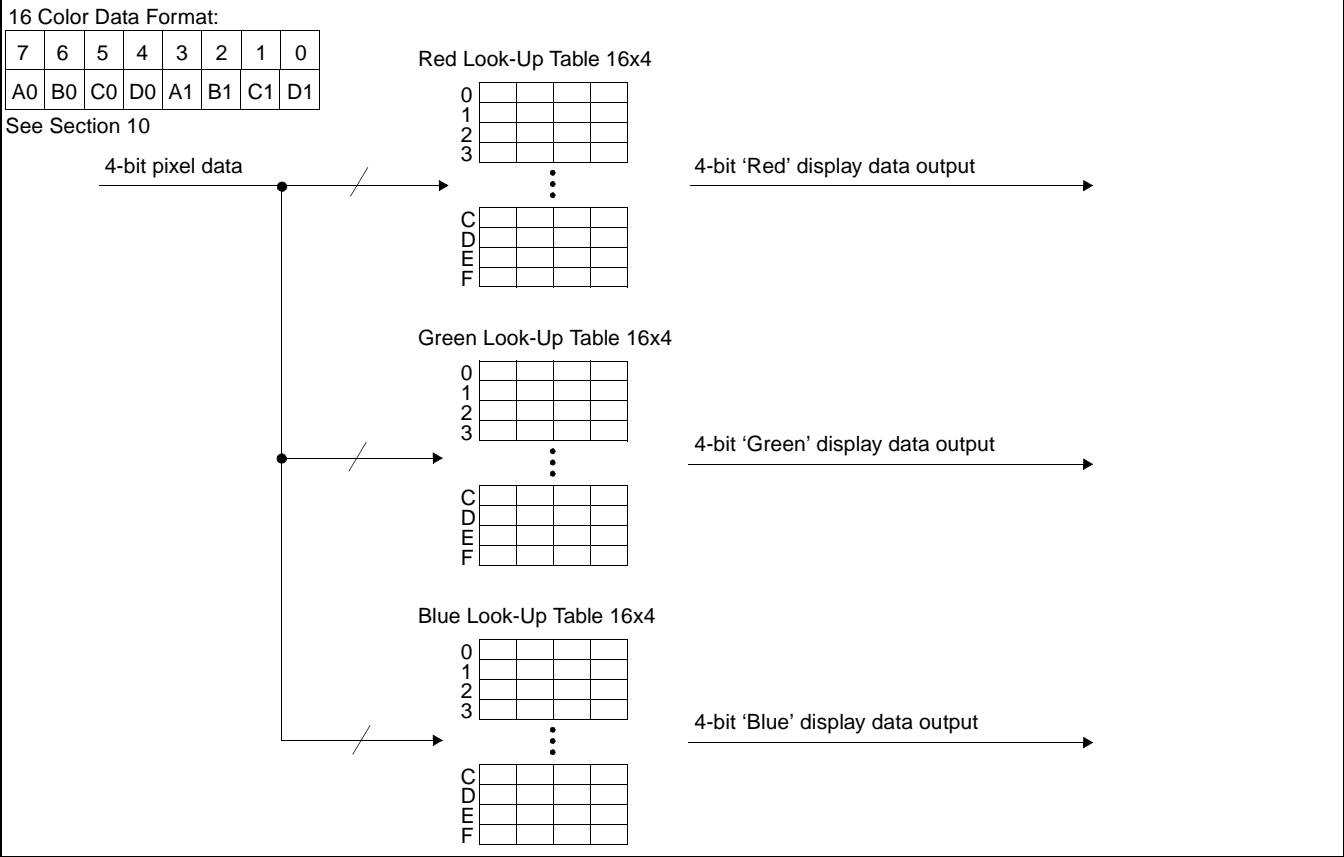 16 Color Data Format:
7 6 5 4 3 2 1 0
A0 B0 C0 D0 A1 B1 C1 D1
See Section 10
4-bit pixel data
Red Look-Up Table 16x4
0
1
2
3
C
D
E
F
4-bit ‘Red’ display data output
Green Look-Up Table 16x4
0
1
2
3
C
D
E
F
4-bit ‘Green’ display data output
Blue Look-Up Table 16x4
0
1
2
3
C
D
E
F
4-bit ‘Blue’ display data output